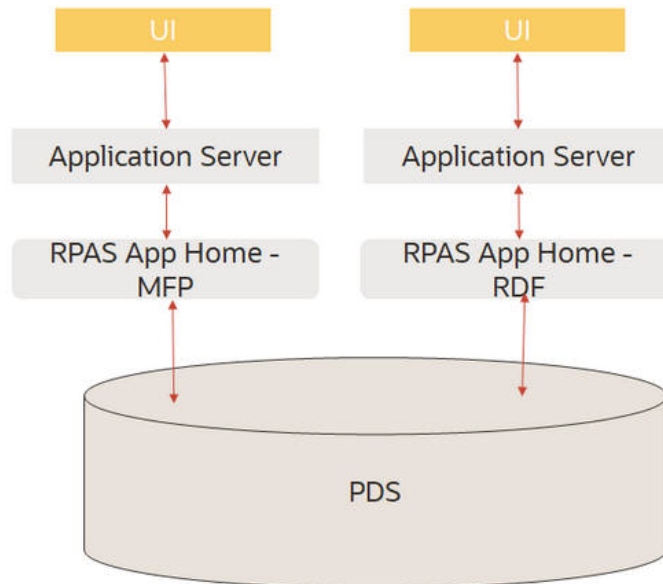 UI
UI
Application Server
Application Server
RPAS App Home -
MFP
RPAS App Home -
RDF
PDS